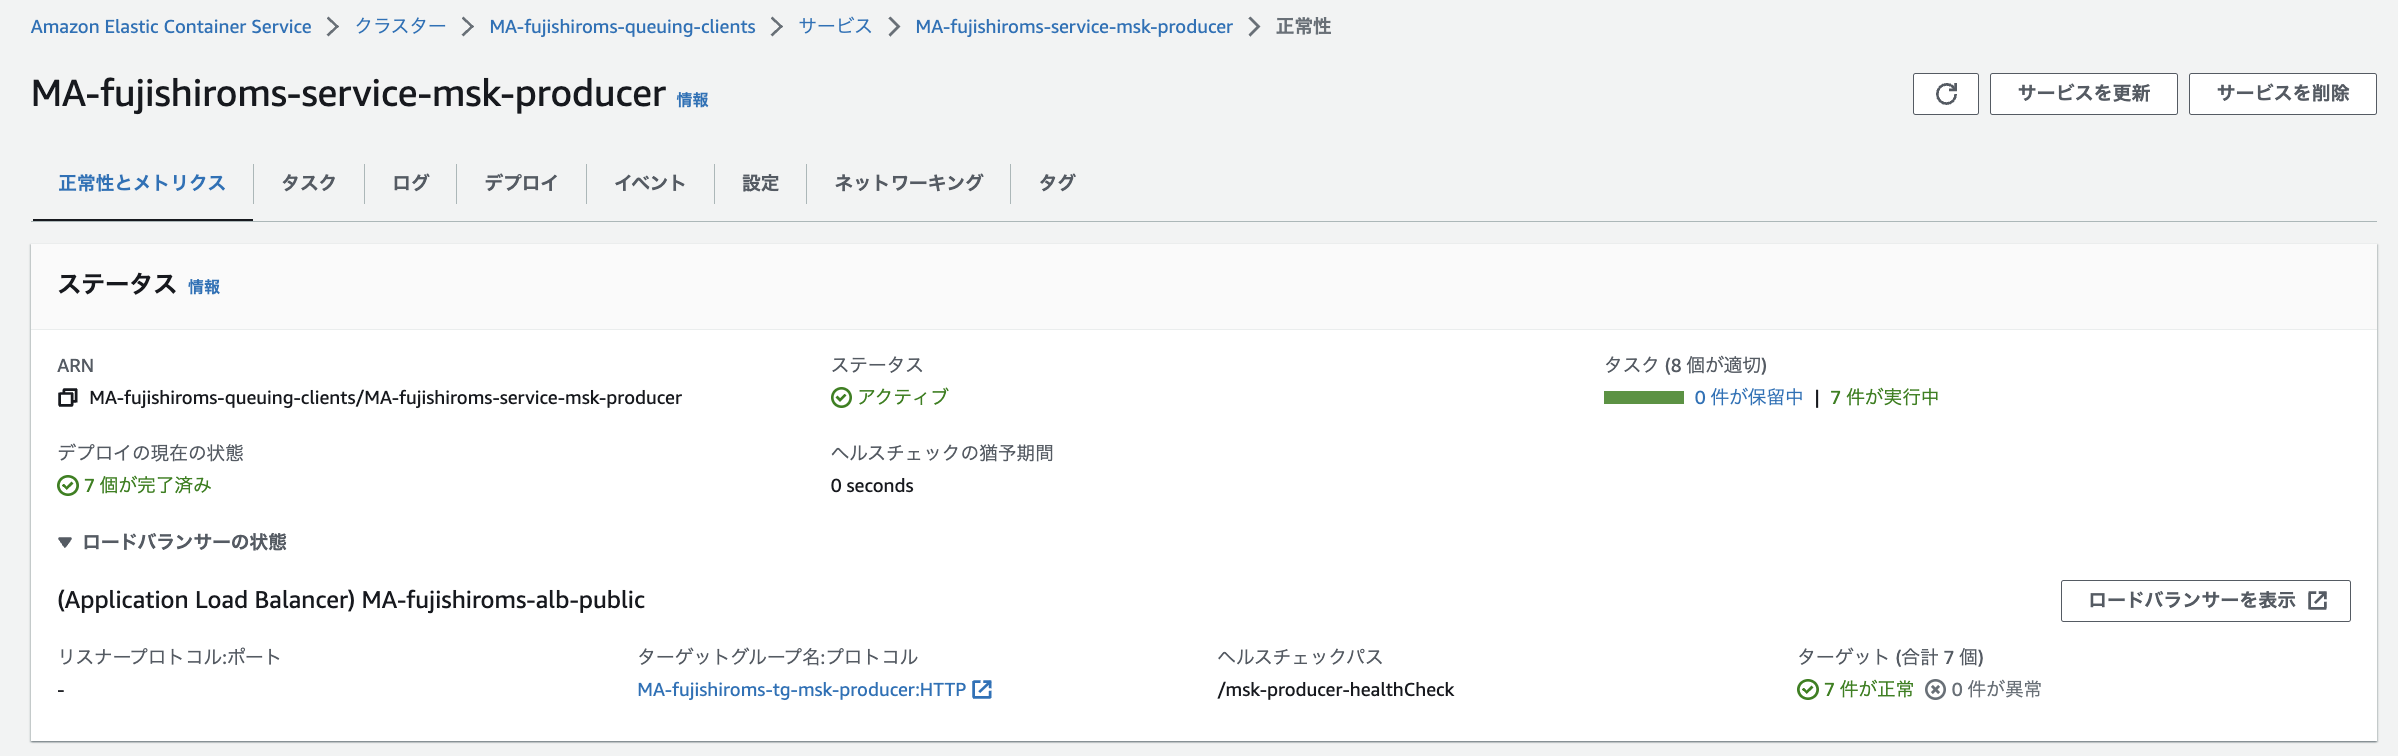 Amazon Elastic Container Service > クラスター > MA-fujishiroms-queuing-clients > サービス > MA-fujishiroms-service-msk-producer > 正常性
MA-fujishiroms-service-msk-producer 情報
サービスを更新 サービスを削除
正常性とメトリクス タスク ログ デプロイ イベント 設定 ネットワーキング タグ
ステータス 情報
ARN ステータス タスク (8 個が適切)
MA-fujishiroms-queuing-clients/MA-fujishiroms-service-msk-producer アクティブ 0 件が保留中 | 7 件が実行中
デプロイの現在の状態 ヘルスチェックの猶予期間
7 個が完了済み 0 seconds
▼ ロードバランサーの状態
(Application Load Balancer) MA-fujishiroms-alb-public ロードバランサーを表示
リスナープロトコル:ポート ターゲットグループ名:プロトコル ヘルスチェックパス ターゲット (合計 7 個)
- MA-fujishiroms-tg-msk-producer:HTTP /msk-producer-healthCheck 7 件が正常 0 件が異常